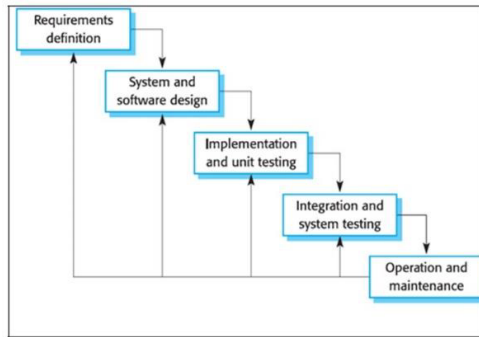 Requirements
definition
System and
software design
Implementation
and unit testing
Integration and
system testing
Operation and
maintenance